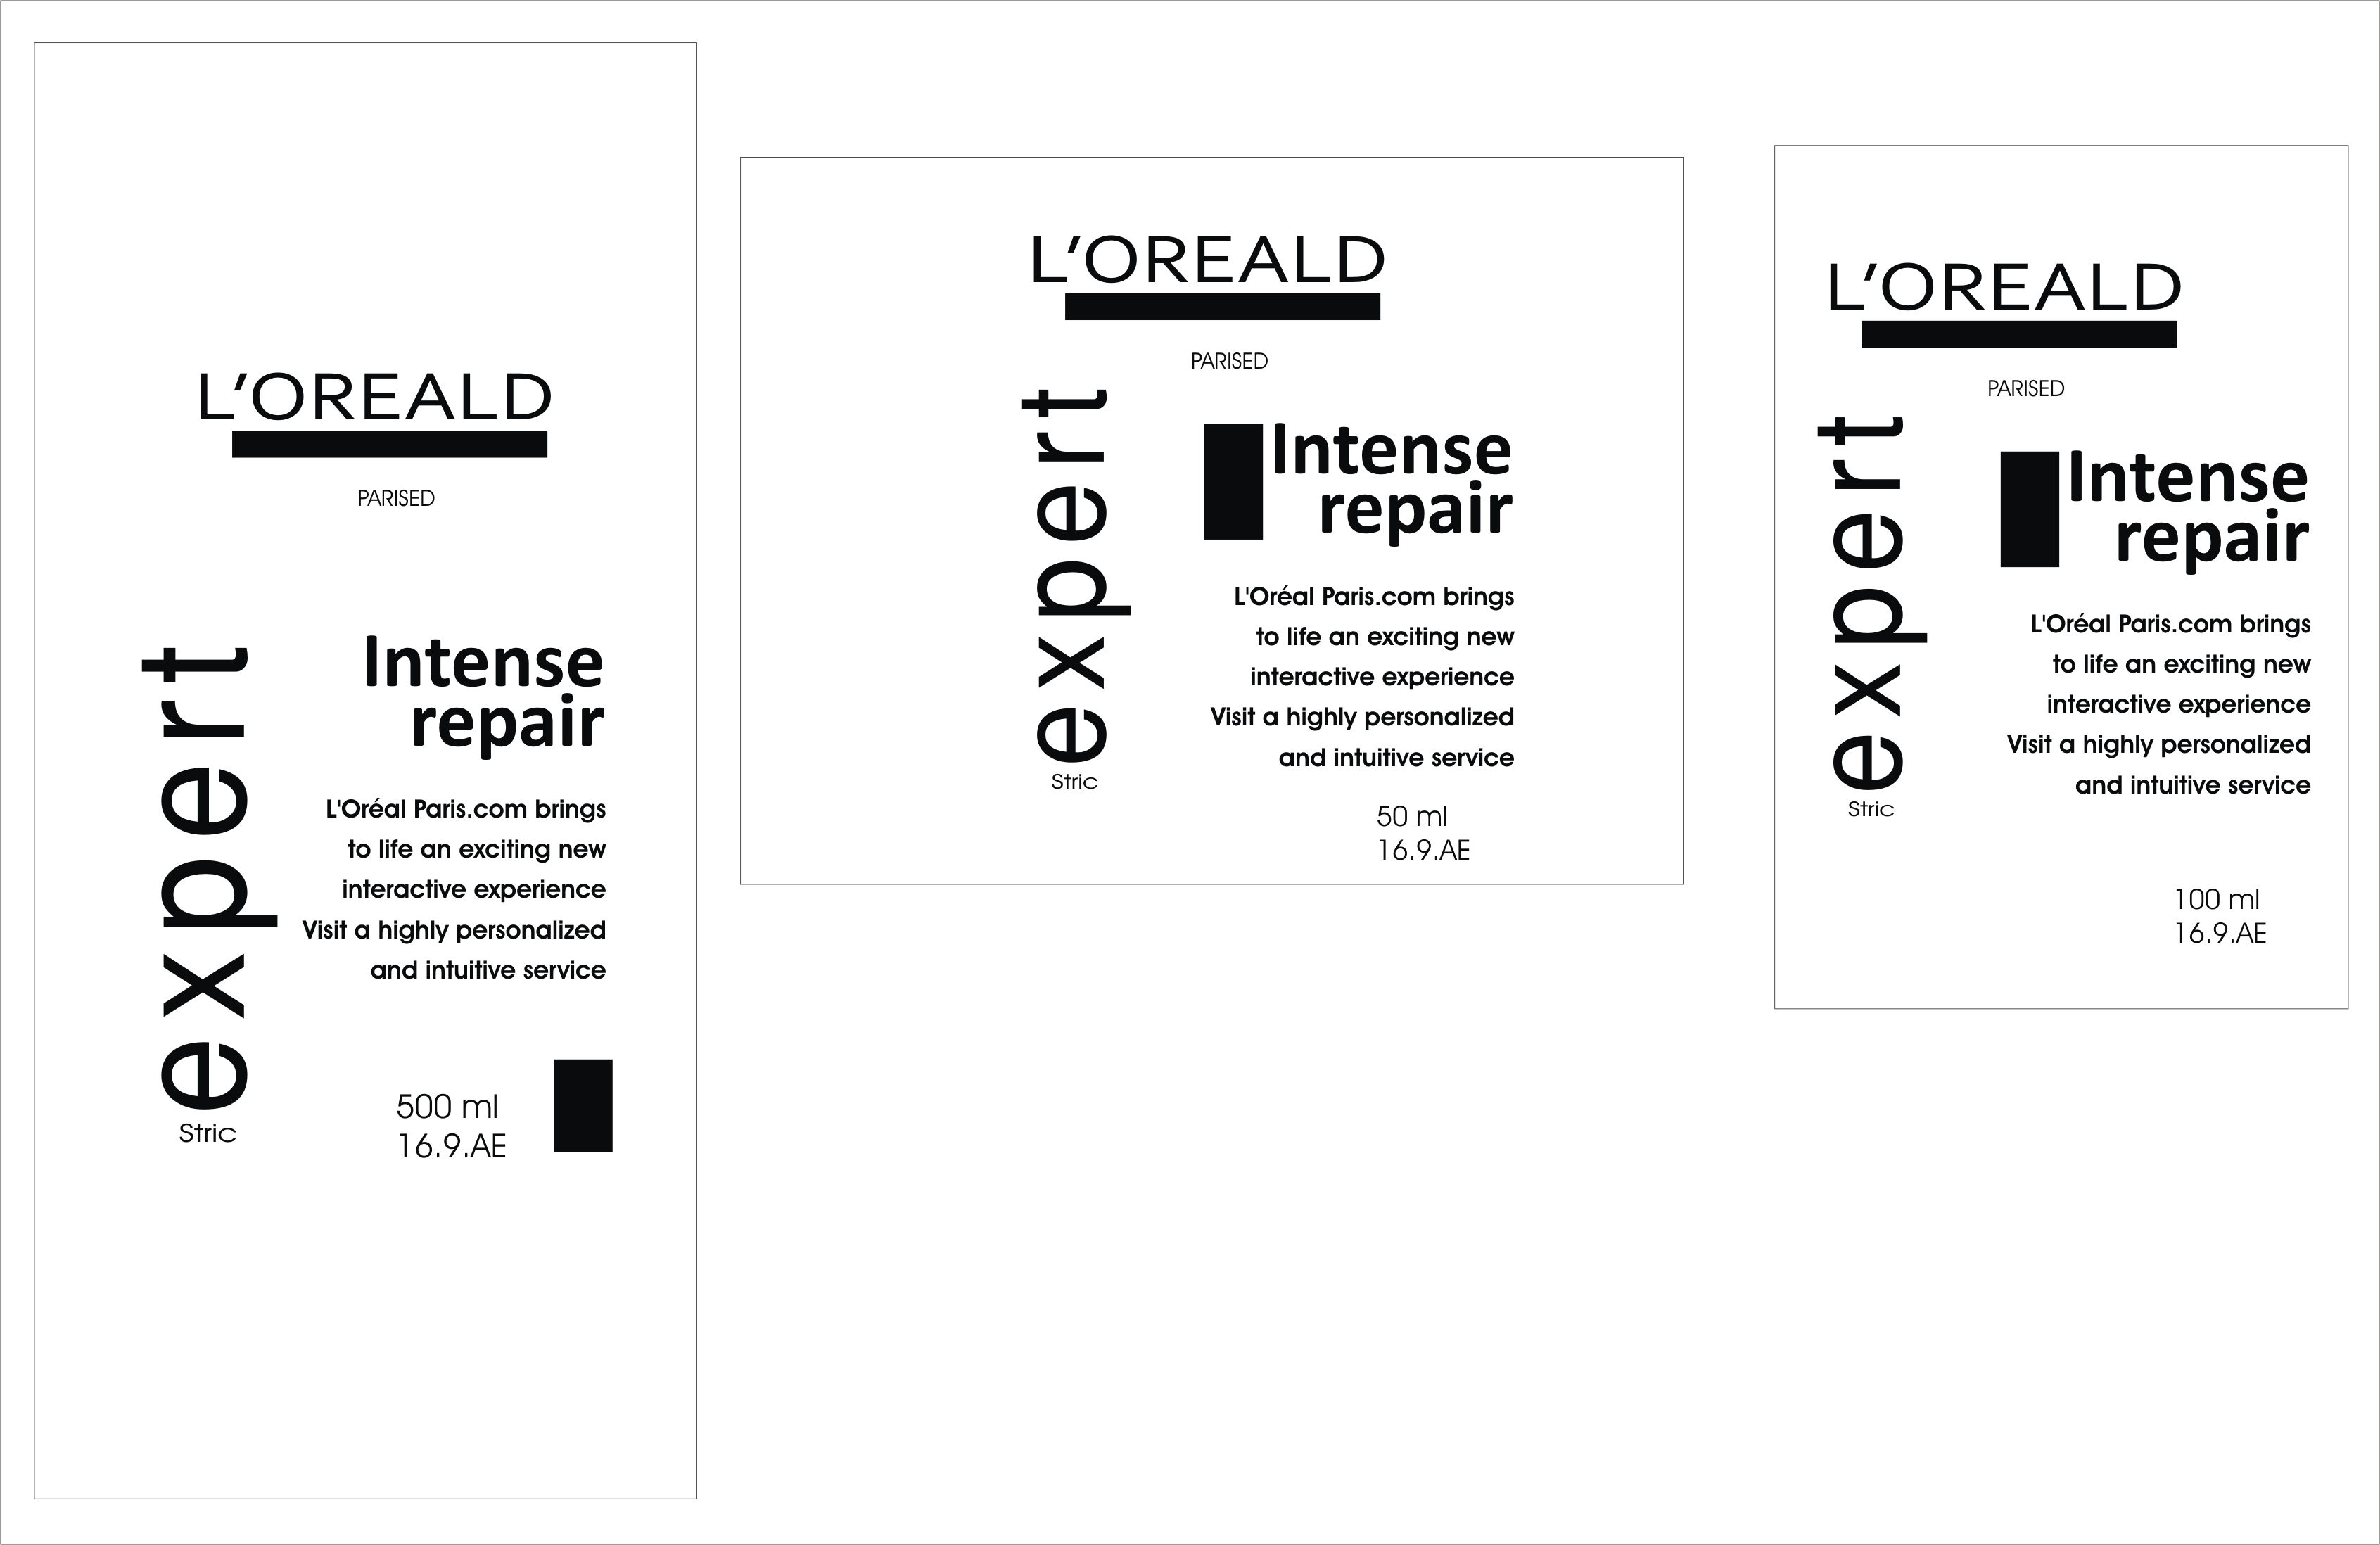 L'OREALD
PARISED
expert
Stric
Intense
repair
L'Oréal Paris.com brings
to life an exciting new
interactive experience
Visit a highly personalized
and intuitive service
500 ml
16.9.AE
L'OREALD
PARISED
expert
Stric
Intense
repair
L'Oréal Paris.com brings
to life an exciting new
interactive experience
Visit a highly personalized
and intuitive service
50 ml
16.9.AE
L'OREALD
PARISED
expert
Stric
Intense
repair
L'Oréal Paris.com brings
to life an exciting new
interactive experience
Visit a highly personalized
and intuitive service
100 ml
16.9.AE